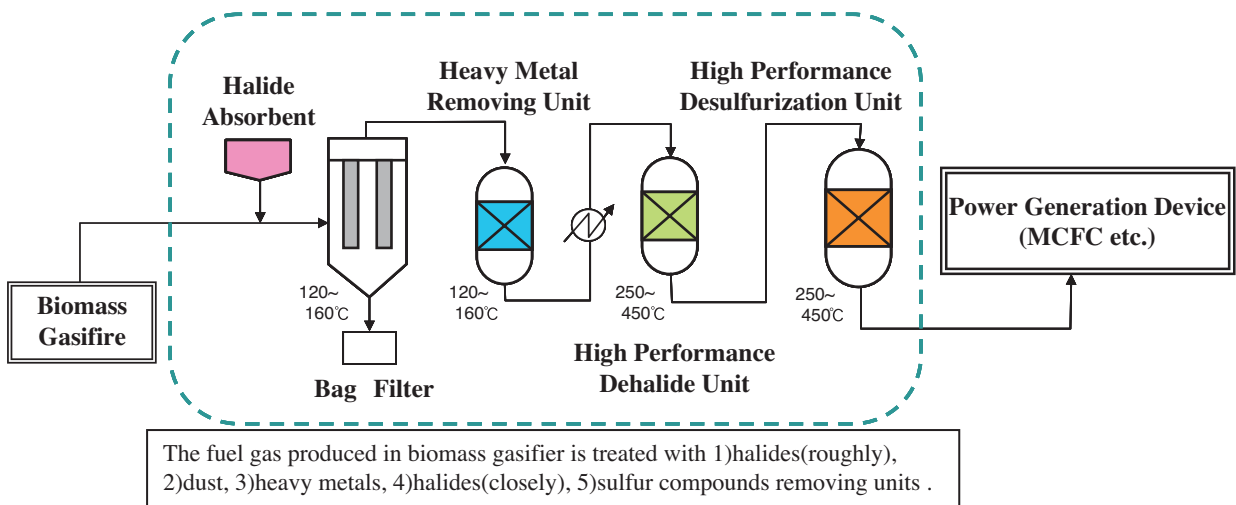 Halide
Absorbent
Heavy Metal
Removing Unit
High Performance
Desulfurization Unit
Biomass
Gasifire
120~
160℃
Bag Filter
120~
160℃
250~
450℃
High Performance
Dehalide Unit
250~
450℃
Power Generation Device
(MCFC etc.)
The fuel gas produced in biomass gasifier is treated with 1)halides(roughly),
2)dust, 3)heavy metals, 4)halides(closely), 5)sulfur compounds removing units .